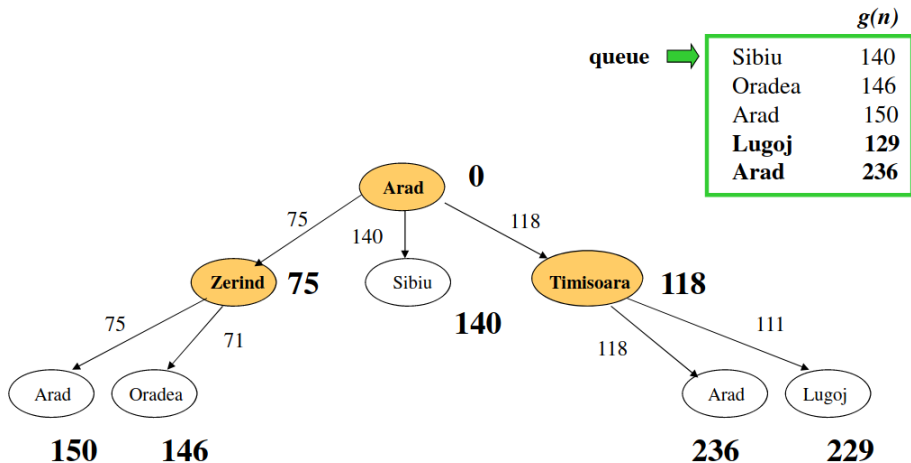 g(n)
queue
Sibiu 140
Oradea 146
Arad 150
Lugoj 129
Arad 236
Arad 0
75
140
118
Zerind 75
Sibiu
Timisoara 118
140
75
71
118
111
Arad
Oradea
Arad
Lugoj
150
146
236
229